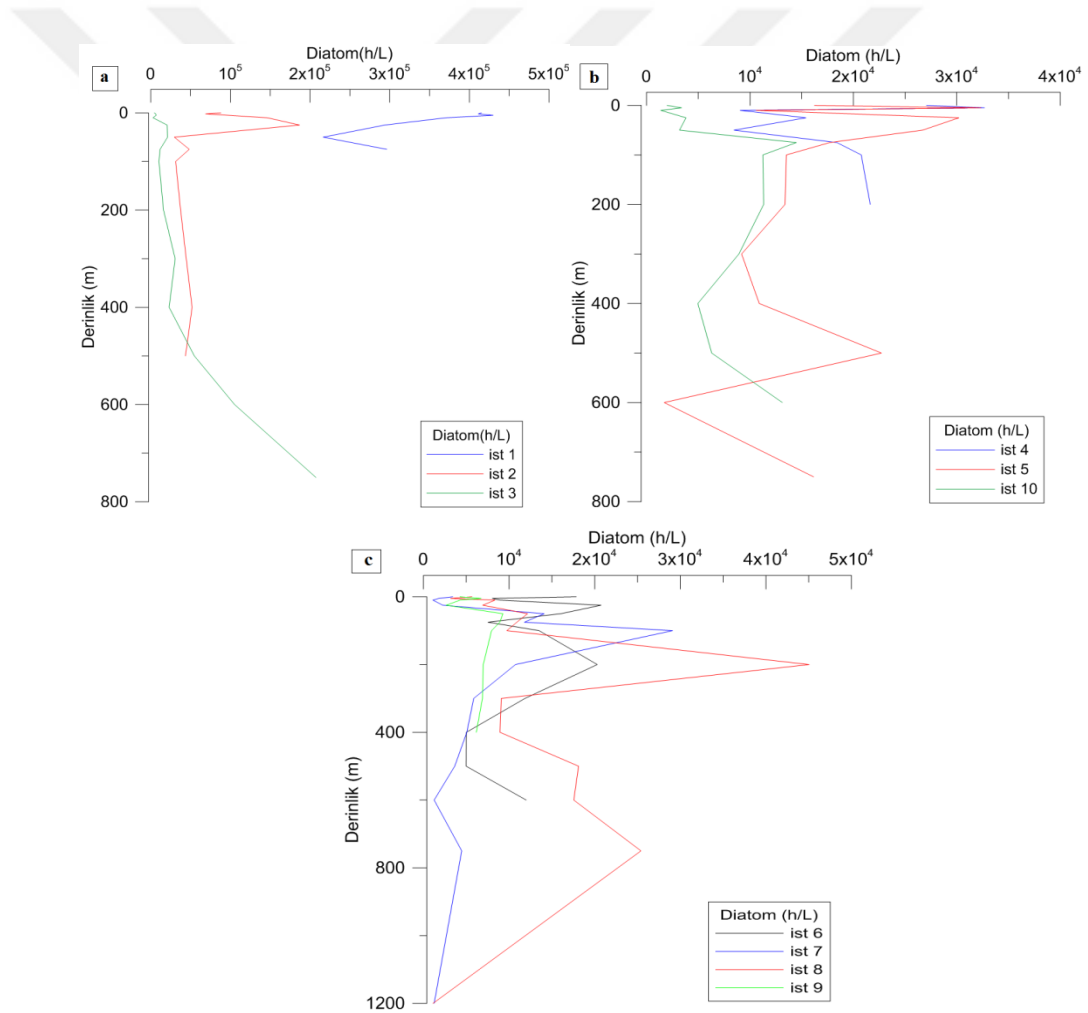 a
Diatom(h/L)
0 10⁵ 2x10⁵ 3x10⁵ 4x10⁵ 5x10⁵
Derinlik (m)
0
200
400
600
800
Diatom(h/L)
ist 1
ist 2
ist 3
b
Diatom (h/L)
0 10⁴ 2x10⁴ 3x10⁴ 4x10⁴
Derinlik (m)
0
200
400
600
800
Diatom (h/L)
ist 4
ist 5
ist 10
c
Diatom (h/L)
0 10⁴ 2x10⁴ 3x10⁴ 4x10⁴ 5x10⁴
Derinlik (m)
0
400
800
1200
Diatom (h/L)
ist 6
ist 7
ist 8
ist 9